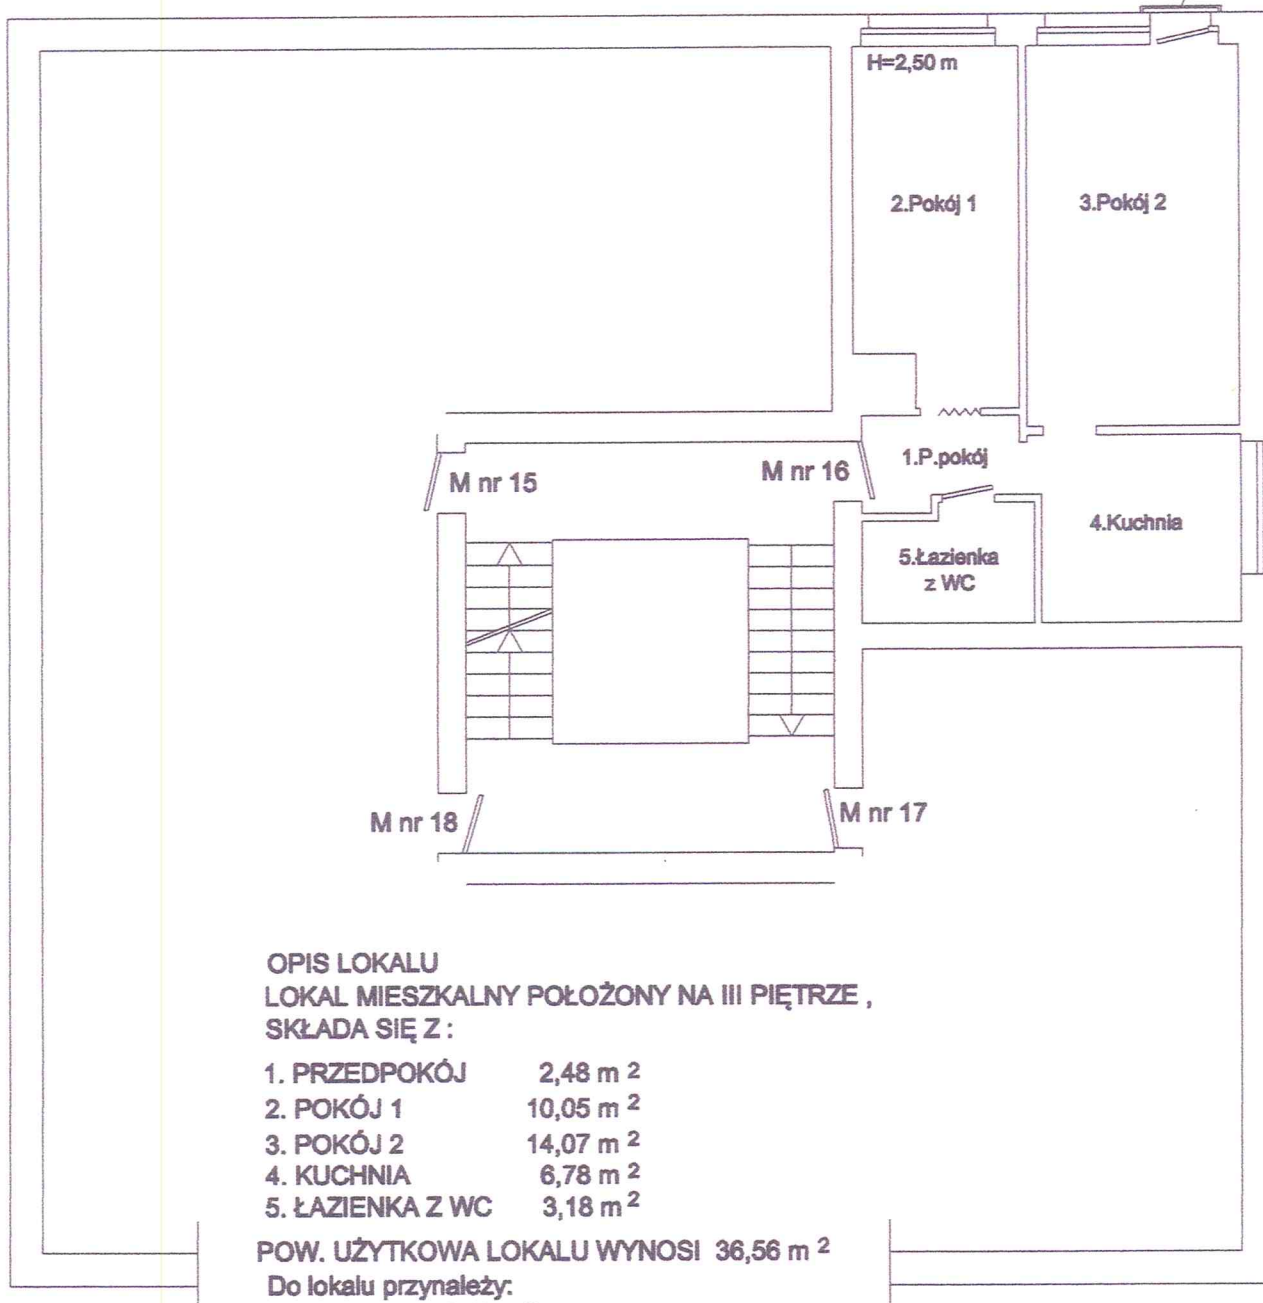 H=2,50 m
2.Pokój 1
3.Pokój 2
1.P.pokój
M nr 15
M nr 16
4.Kuchnia
5.Łazienka
z WC
M nr 18
M nr 17
OPIS LOKALU
LOKAL MIESZKALNY POŁOŻONY NA III PIĘTRZE ,
SKŁADA SIĘ Z :
1. PRZEDPOKÓJ 2,48 m 2
2. POKÓJ 1 10,05 m 2
3. POKÓJ 2 14,07 m 2
4. KUCHNIA 6,78 m 2
5. ŁAZIENKA Z WC 3,18 m 2
POW. UŻYTKOWA LOKALU WYNOSI 36,56 m 2
Do lokalu przynależy: